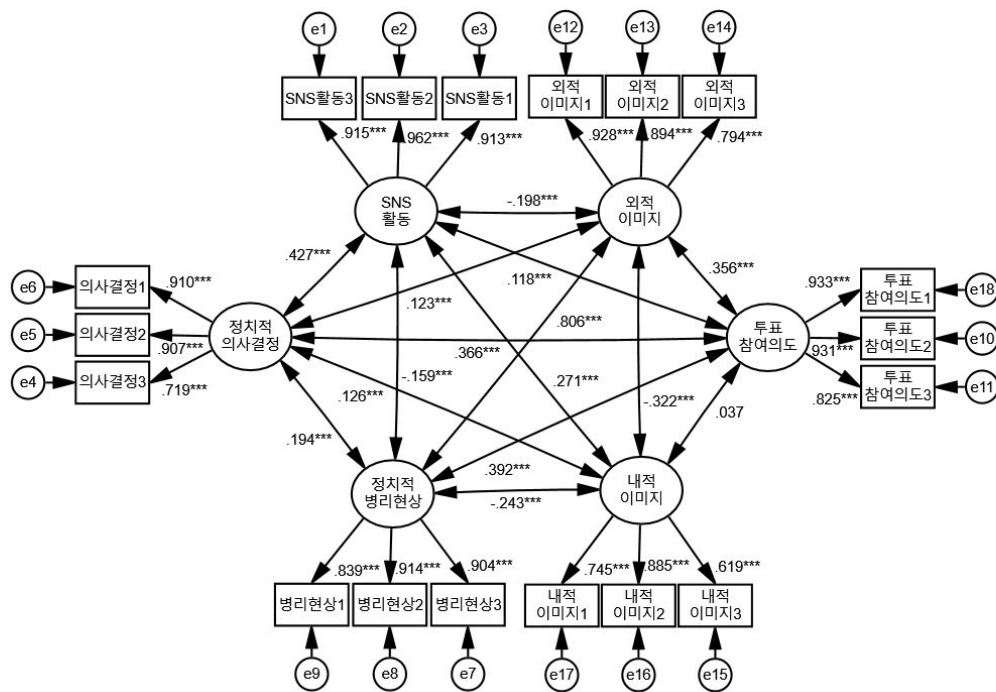 e1
e2
e3
e12
e13
e14
SNS활동3
SNS활동2
SNS활동1
외적
이미지1
외적
이미지2
외적
이미지3
.915***
.962***
.913***
.928***
.894***
.794***
SNS
활동
외적
이미지
-.198***
.427***
.123***
.118***
.356***
e6
의사결정1
.910***
e5
의사결정2
.907***
e4
의사결정3
.719***
정치적
의사결정
.806***
.366***
투표
참여의도
.933***
투표
참여의도1
e18
.931***
투표
참여의도2
e10
.825***
투표
참여의도3
e11
-.159***
.126***
.271***
-.322***
.037
.194***
.392***
-.243***
정치적
병리현상
내적
이미지
.839***
.914***
.904***
.745***
.885***
.619***
병리현상1
병리현상2
병리현상3
내적
이미지1
내적
이미지2
내적
이미지3
e9
e8
e7
e17
e16
e15